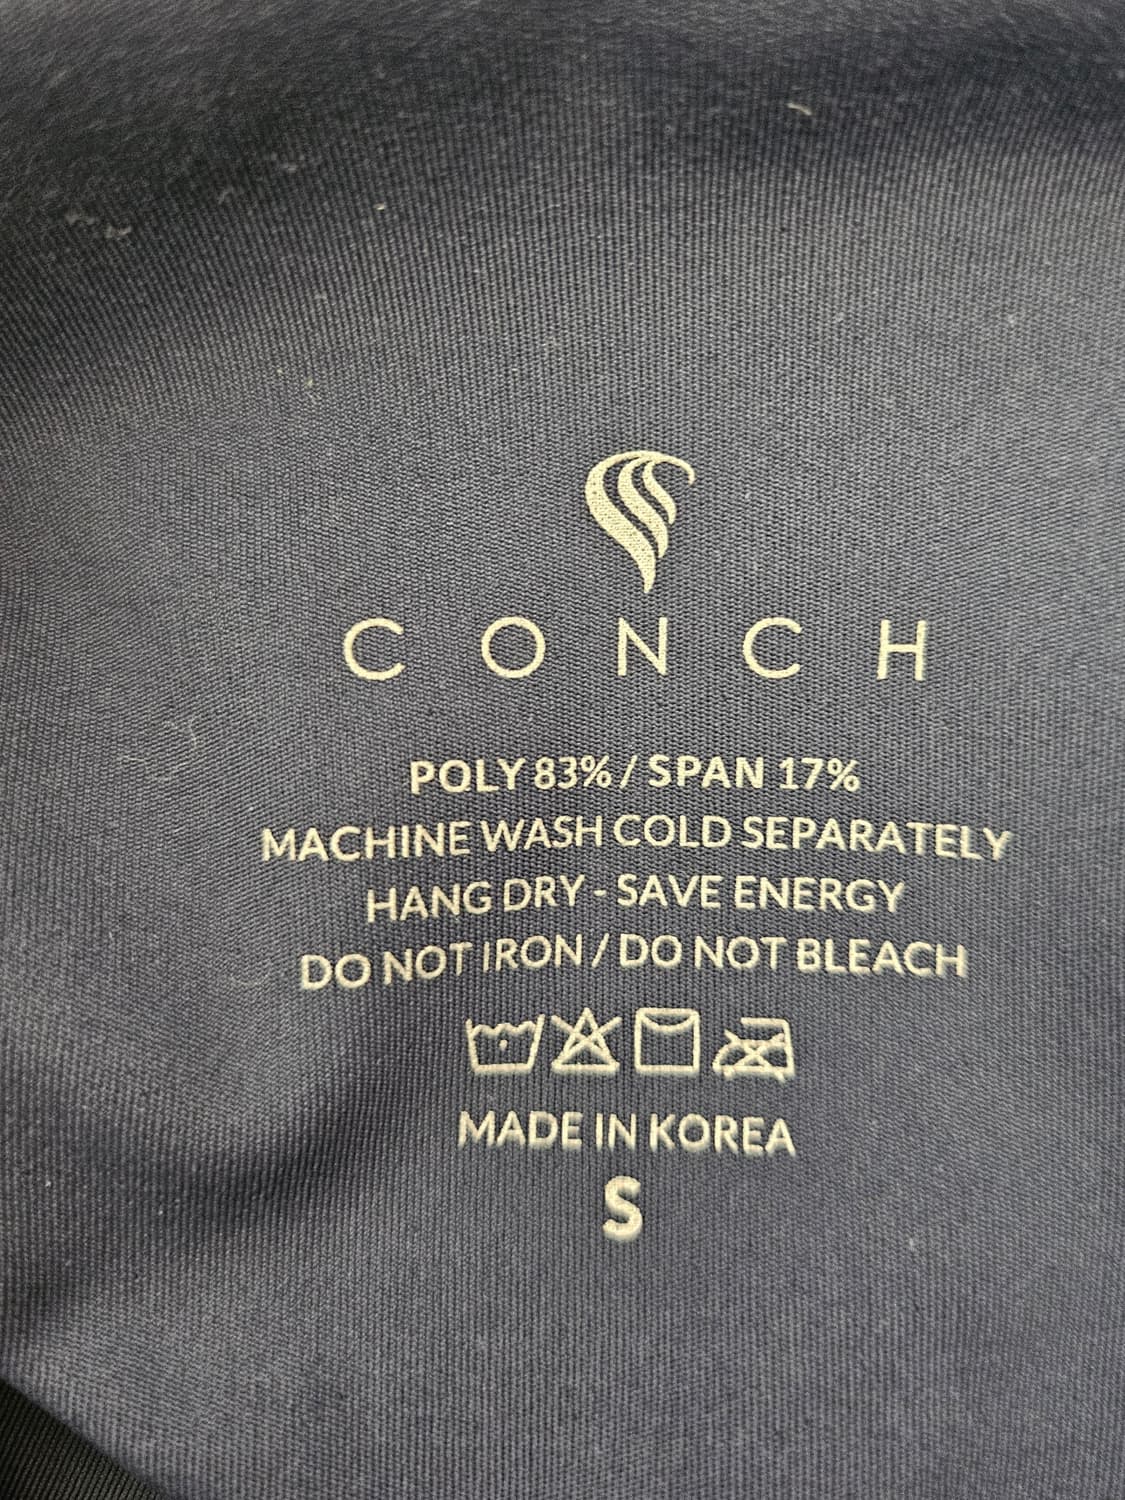 CONCH
POLY 83% / SPAN 17%
MACHINE WASH COLD SEPARATELY
HANG DRY - SAVE ENERGY
DO NOT IRON / DO NOT BLEACH
MADE IN KOREA
S